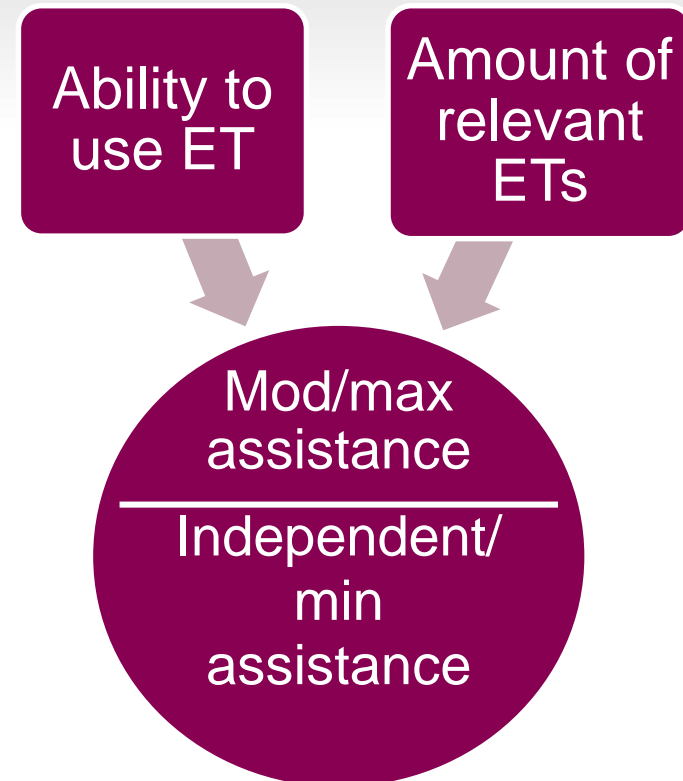 Ability to
use ET
Amount of
relevant
ETs
Mod/max
assistance
Independent/
min
assistance